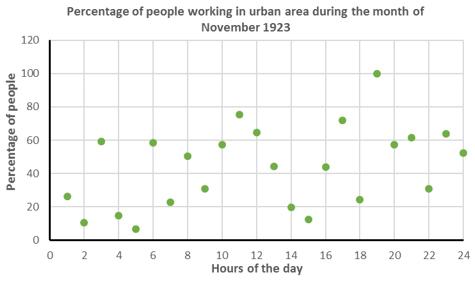 Percentage of people working in urban area during the month of
November 1923
120
100
80
60
40
20
0
Percentage of people
0 2 4 6 8 10 12 14 16 18 20 22 24
Hours of the day